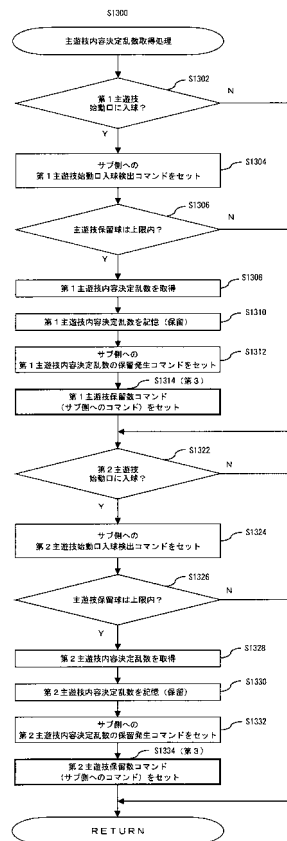 S1300
主遊技内容決定乱数取得処理
S1302
第1主遊技
始動口に入球？
N
Y
S1304
サブ側への
第1主遊技始動口入球検出コマンドをセット
S1306
主遊技保留球は上限内？
N
Y
S1308
第1主遊技内容決定乱数を取得
S1310
第1主遊技内容決定乱数を記憶（保留）
S1312
サブ側への
第1主遊技内容決定乱数の保留発生コマンドをセット
S1314（第3）
第1主遊技保留数コマンド
（サブ側へのコマンド）をセット
S1322
第2主遊技
始動口に入球？
N
Y
S1324
サブ側への
第2主遊技始動口入球検出コマンドをセット
S1326
主遊技保留球は上限内？
N
Y
S1328
第2主遊技内容決定乱数を取得
S1330
第2主遊技内容決定乱数を記憶（保留）
S1332
サブ側への
第2主遊技内容決定乱数の保留発生コマンドをセット
S1334（第3）
第2主遊技保留数コマンド
（サブ側へのコマンド）をセット
RETURN